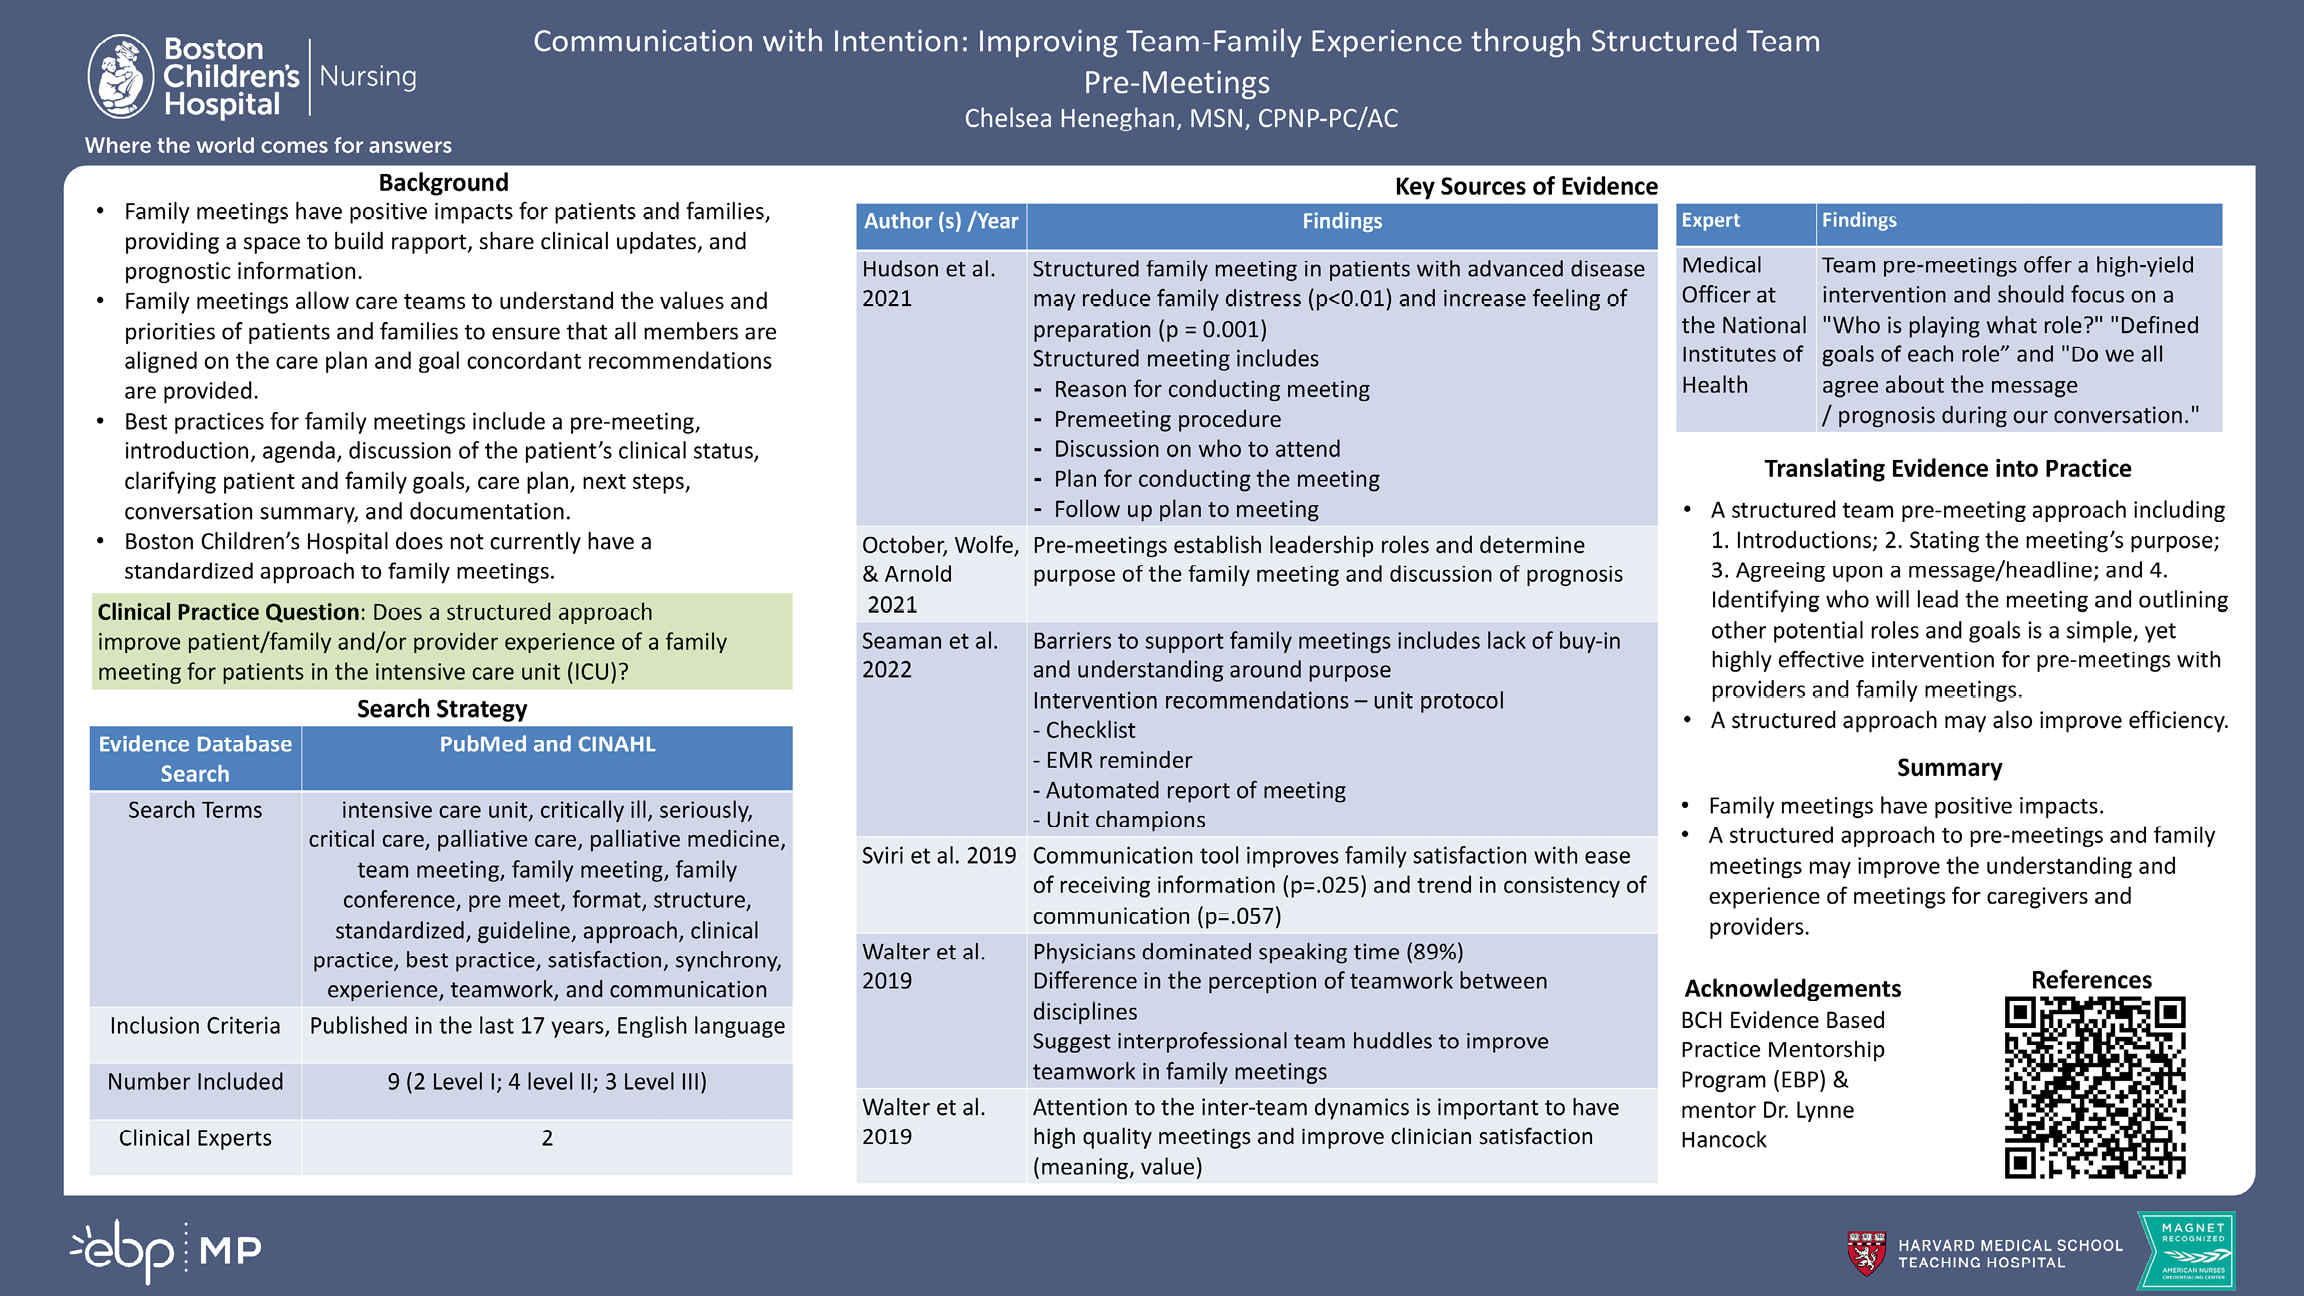 Boston
Children's
Hospital
Nursing
Where the world comes for answers
Communication with Intention: Improving Team-Family Experience through Structured Team
Pre-Meetings
Chelsea Heneghan, MSN, CPNP-PC/AC
Background
• Family meetings have positive impacts for patients and families,
providing a space to build rapport, share clinical updates, and
prognostic information.
• Family meetings allow care teams to understand the values and
priorities of patients and families to ensure that all members are
aligned on the care plan and goal concordant recommendations
are provided.
• Best practices for family meetings include a pre-meeting,
introduction, agenda, discussion of the patient’s clinical status,
clarifying patient and family goals, care plan, next steps,
conversation summary, and documentation.
• Boston Children’s Hospital does not currently have a
standardized approach to family meetings.
Clinical Practice Question: Does a structured approach
improve patient/family and/or provider experience of a family
meeting for patients in the intensive care unit (ICU)?
Search Strategy
Evidence Database
Search
PubMed and CINAHL
Search Terms
intensive care unit, critically ill, seriously,
critical care, palliative care, palliative medicine,
team meeting, family meeting, family
conference, pre meet, format, structure,
standardized, guideline, approach, clinical
practice, best practice, satisfaction, synchrony,
experience, teamwork, and communication
Inclusion Criteria
Published in the last 17 years, English language
Number Included
9 (2 Level I; 4 level II; 3 Level III)
Clinical Experts
2
Key Sources of Evidence
Author (s) /Year
Findings
Hudson et al.
2021
Structured family meeting in patients with advanced disease
may reduce family distress (p<0.01) and increase feeling of
preparation (p = 0.001)
Structured meeting includes
- Reason for conducting meeting
- Premeeting procedure
- Discussion on who to attend
- Plan for conducting the meeting
- Follow up plan to meeting
October, Wolfe,
& Arnold
2021
Pre-meetings establish leadership roles and determine
purpose of the family meeting and discussion of prognosis
Seaman et al.
2022
Barriers to support family meetings includes lack of buy-in
and understanding around purpose
Intervention recommendations – unit protocol
- Checklist
- EMR reminder
- Automated report of meeting
- Unit champions
Sviri et al. 2019
Communication tool improves family satisfaction with ease
of receiving information (p=.025) and trend in consistency of
communication (p=.057)
Walter et al.
2019
Physicians dominated speaking time (89%)
Difference in the perception of teamwork between
disciplines
Suggest interprofessional team huddles to improve
teamwork in family meetings
Walter et al.
2019
Attention to the inter-team dynamics is important to have
high quality meetings and improve clinician satisfaction
(meaning, value)
Expert
Findings
Medical
Officer at
the National
Institutes of
Health
Team pre-meetings offer a high-yield
intervention and should focus on a
"Who is playing what role?" "Defined
goals of each role” and "Do we all
agree about the message
/ prognosis during our conversation."
Translating Evidence into Practice
• A structured team pre-meeting approach including
1. Introductions; 2. Stating the meeting’s purpose;
3. Agreeing upon a message/headline; and 4.
Identifying who will lead the meeting and outlining
other potential roles and goals is a simple, yet
highly effective intervention for pre-meetings with
providers and family meetings.
• A structured approach may also improve efficiency.
Summary
• Family meetings have positive impacts.
• A structured approach to pre-meetings and family
meetings may improve the understanding and
experience of meetings for caregivers and
providers.
Acknowledgements
BCH Evidence Based
Practice Mentorship
Program (EBP) &
mentor Dr. Lynne
Hancock
References
ebp MP
HARVARD MEDICAL SCHOOL
TEACHING HOSPITAL
MAGNET
RECOGNIZED
AMERICAN NURSES
CREDENTIALING CENTER